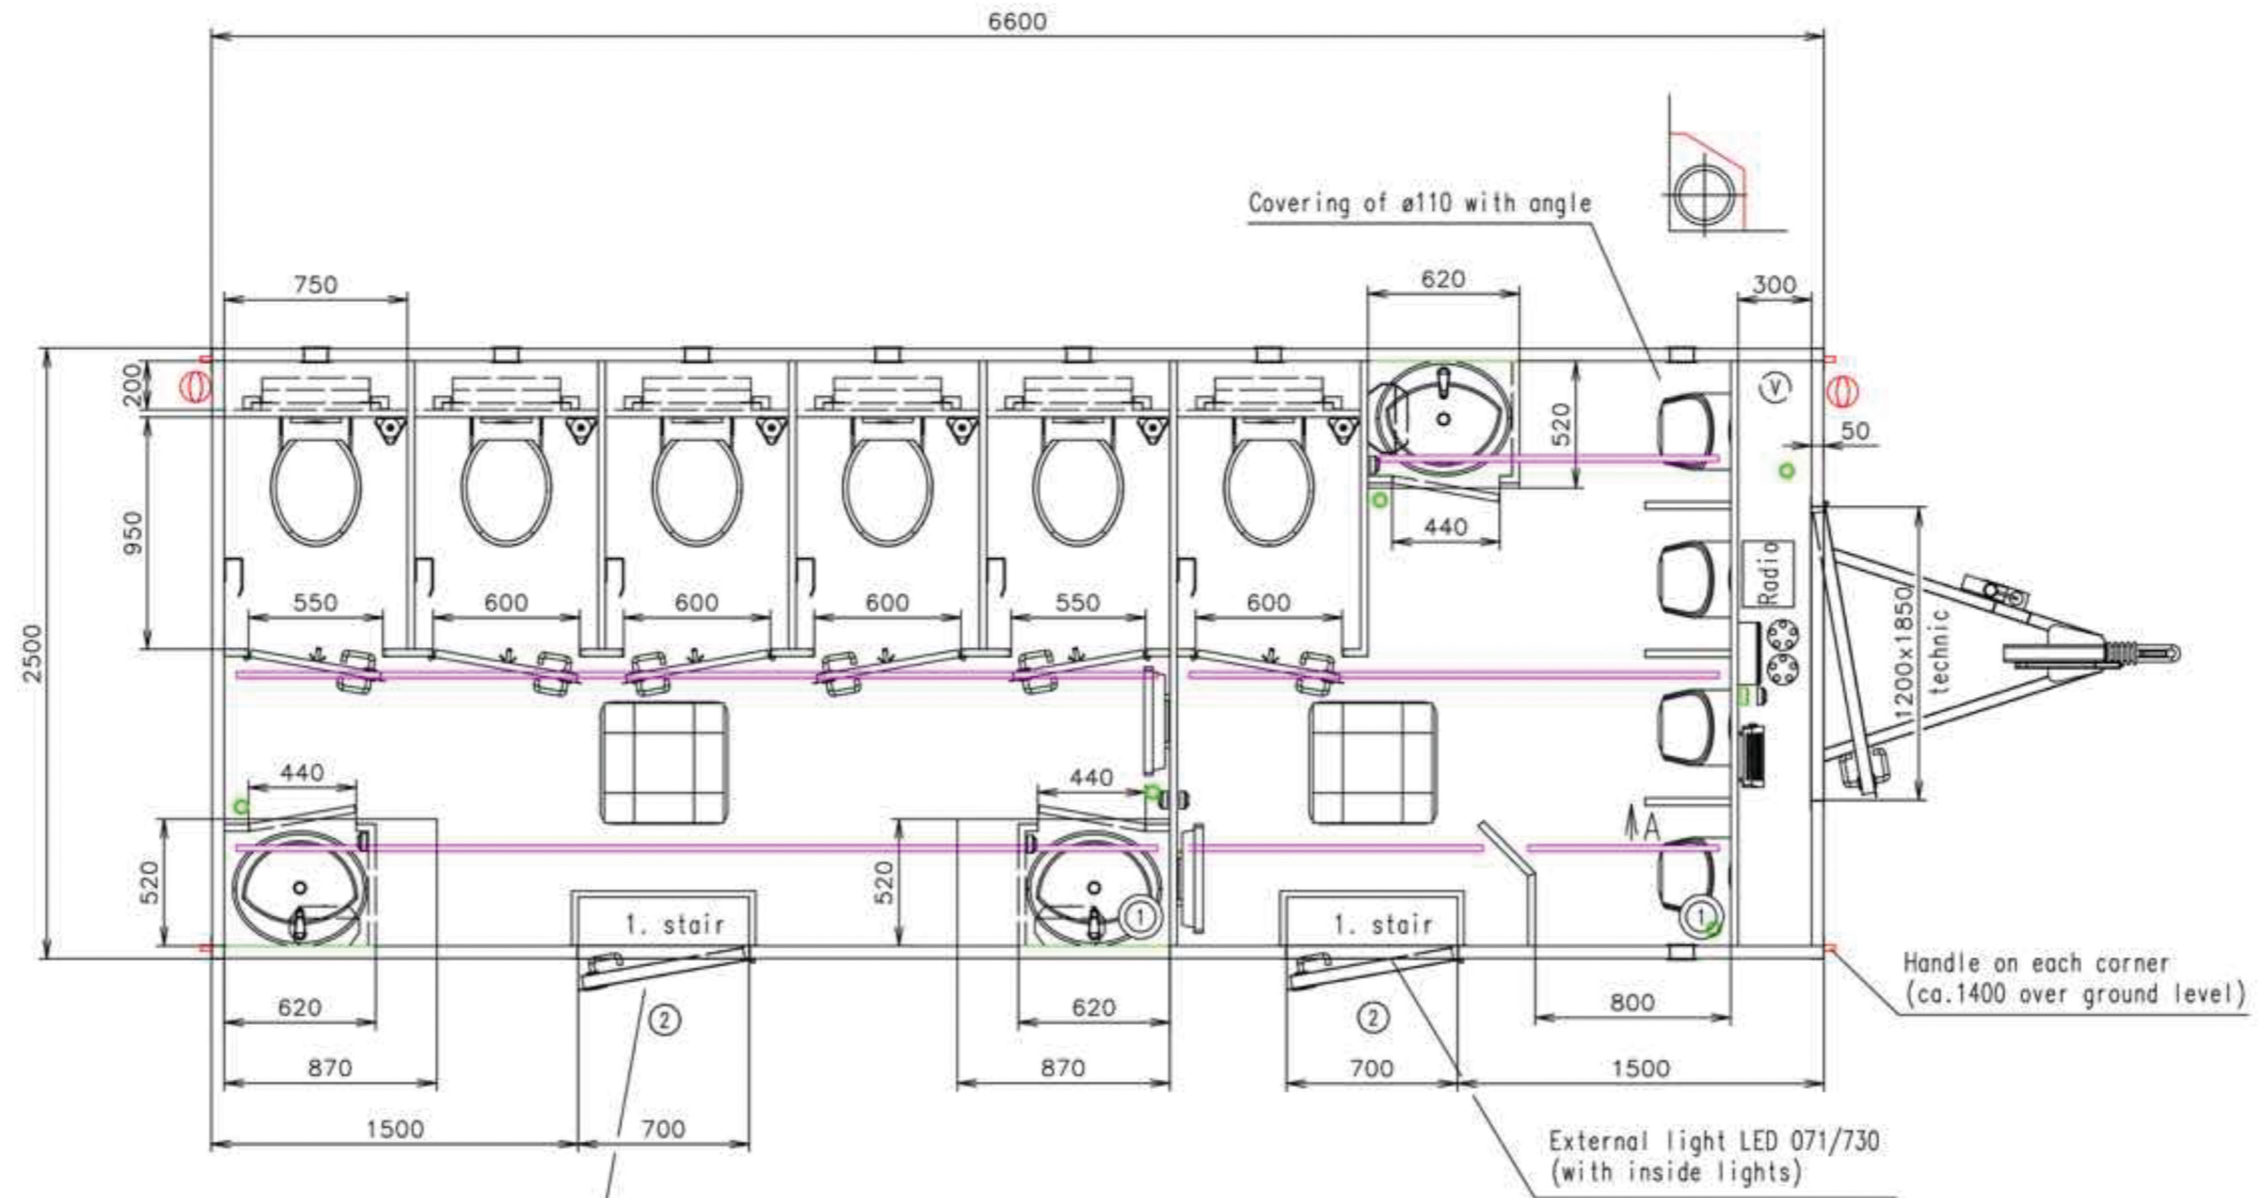 6600
Covering of ø110 with angle
750
620
300
200
520
50
950
440
2500
550
600
600
600
550
600
Radio
1200x1850
technic
440
440
A
520
520
1
1
1. stair
1. stair
Handle on each corner
(ca.1400 over ground level)
620
2
620
2
800
870
870
700
1500
1500
700
External light LED 071/730
(with inside lights)
V